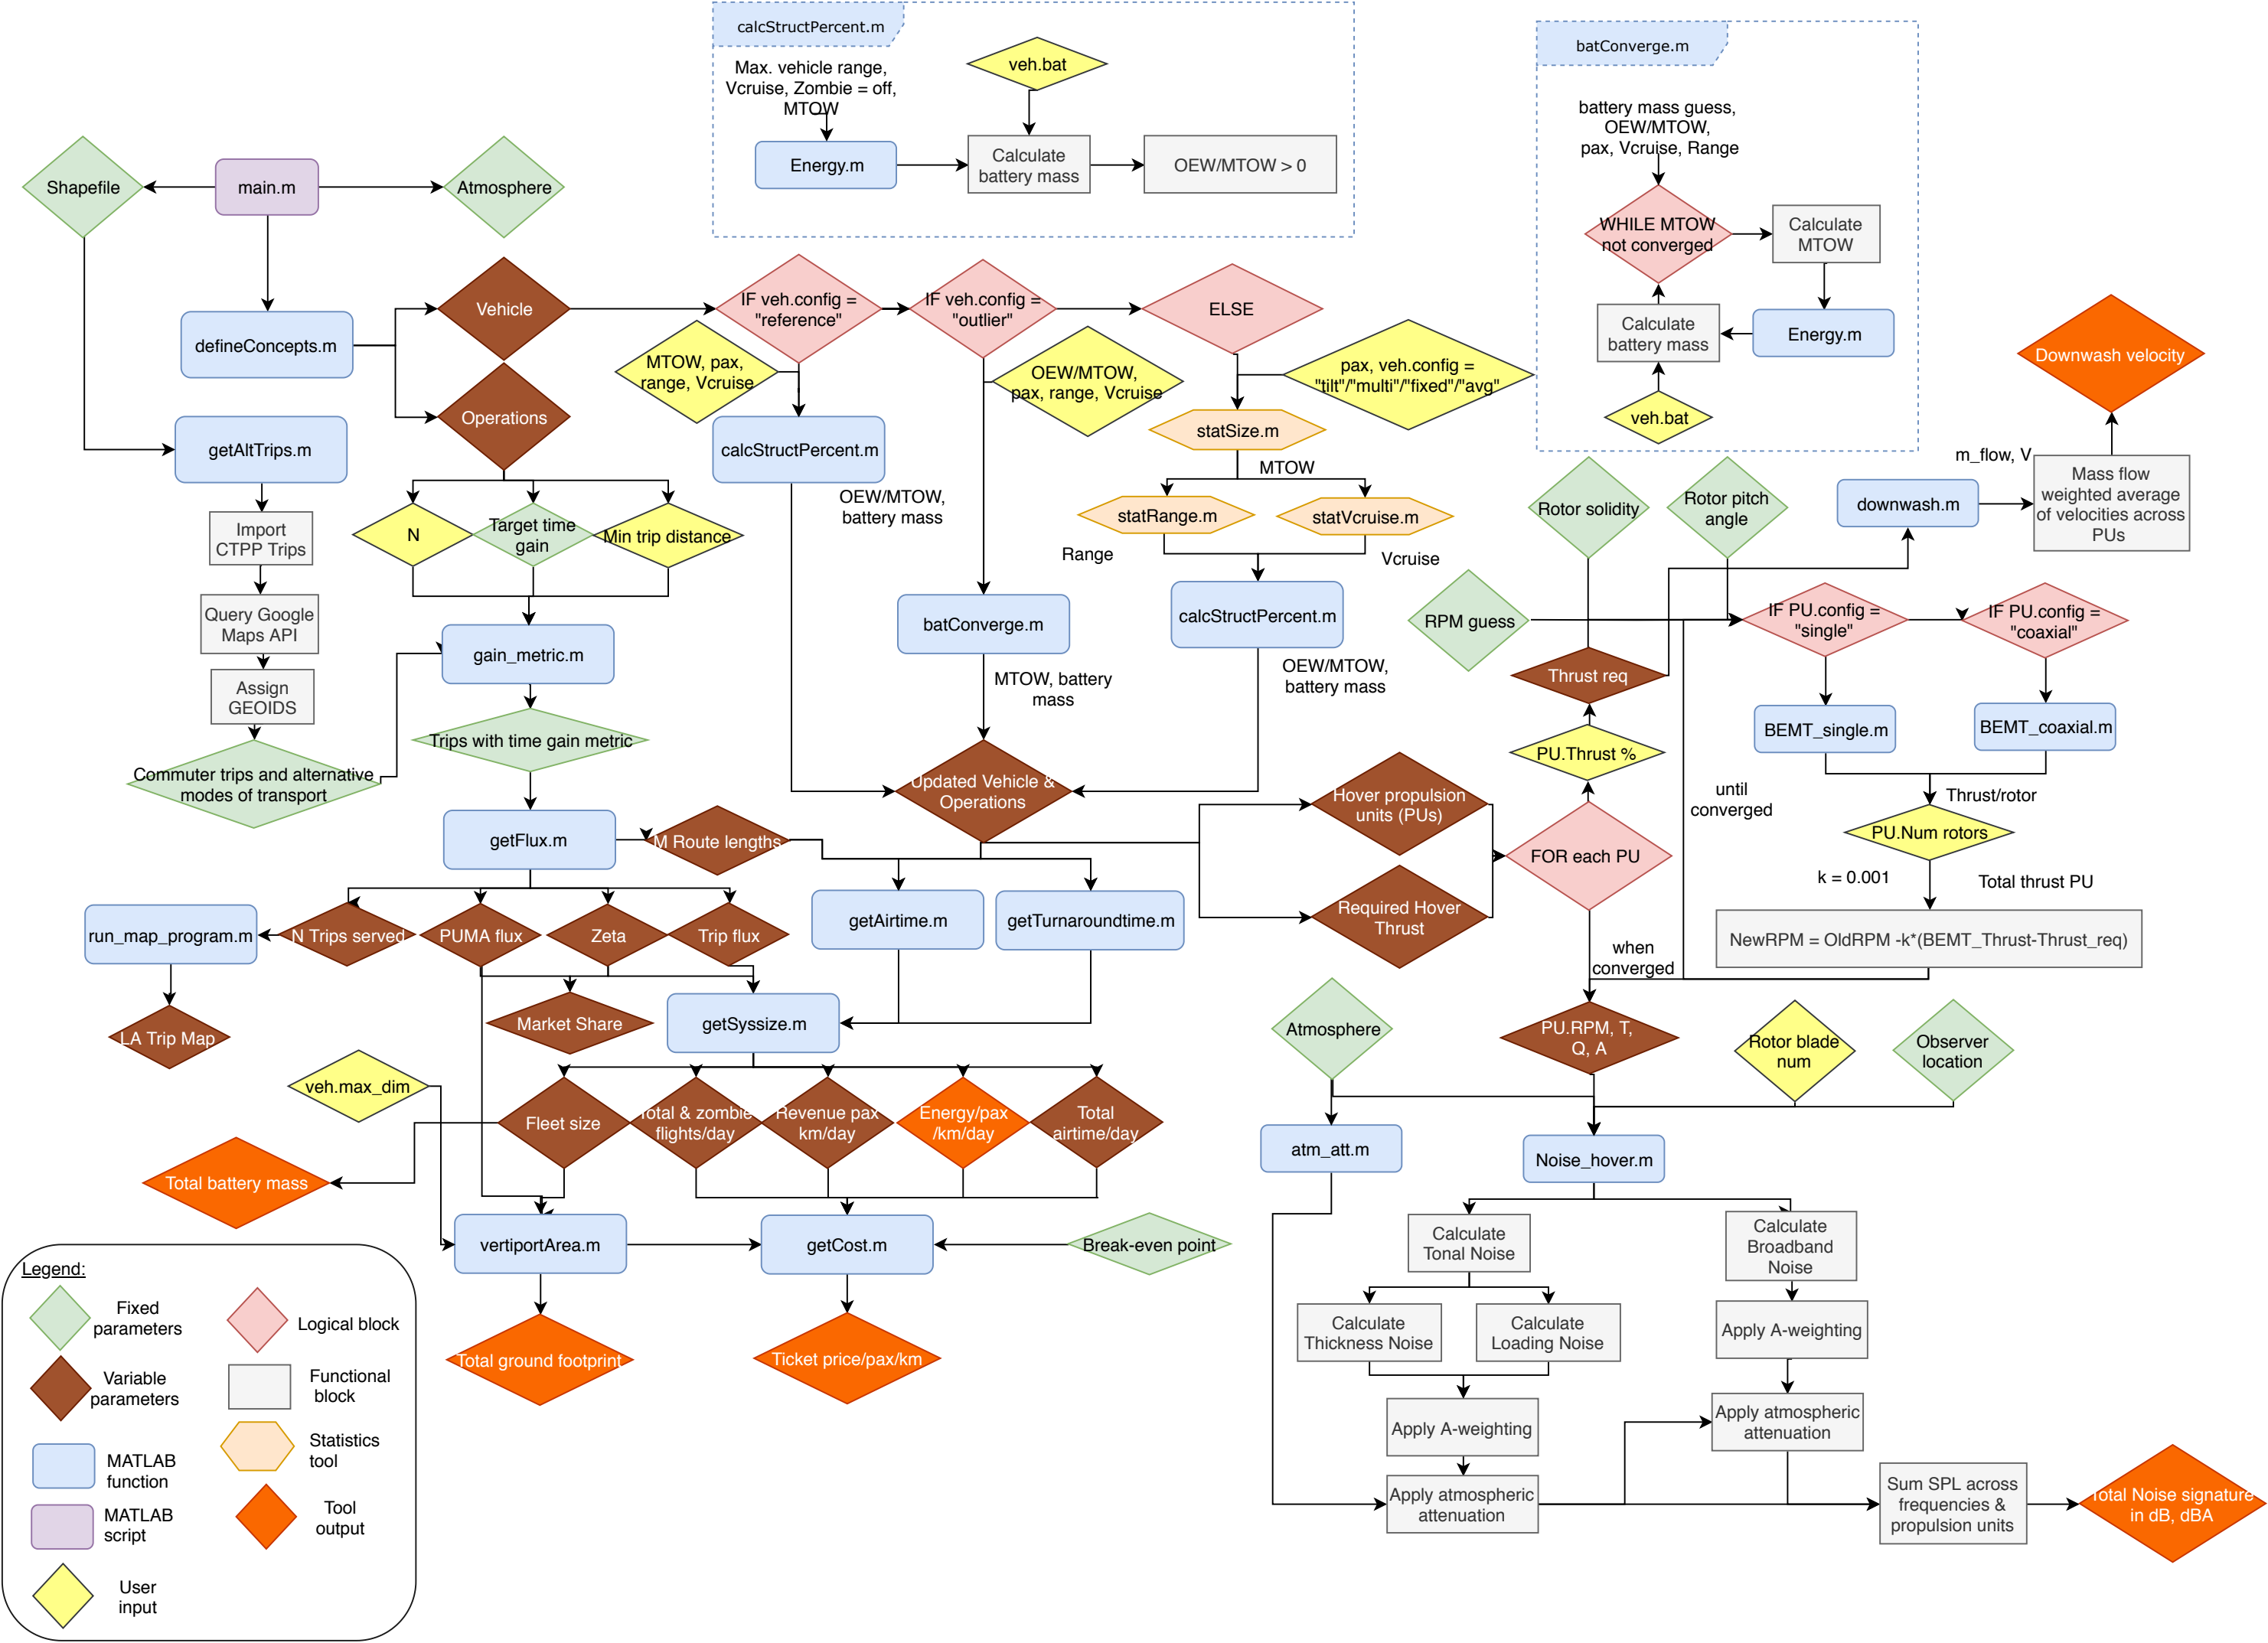 calcStructPercent.m
Max. vehicle range,
Vcruise, Zombie = off,
MTOW
veh.bat
Energy.m
Calculate
battery mass
OEW/MTOW > 0
batConverge.m
battery mass guess,
OEW/MTOW,
pax, Vcruise, Range
WHILE MTOW
not converged
Calculate
MTOW
Calculate
battery mass
Energy.m
veh.bat
Shapefile
main.m
Atmosphere
defineConcepts.m
Vehicle
Operations
IF veh.config =
"reference"
IF veh.config =
"outlier"
ELSE
MTOW, pax,
range, Vcruise
OEW/MTOW,
pax, range, Vcruise
pax, veh.config =
"tilt"/"multi"/"fixed"/"avg"
Downwash velocity
getAltTrips.m
calcStructPercent.m
statSize.m
MTOW
OEW/MTOW,
battery mass
statRange.m
statVcruise.m
Range
Vcruise
Import
CTPP Trips
N
Target time
gain
Min trip distance
Query Google
Maps API
Assign
GEOIDS
Commuter trips and alternative
modes of transport
gain_metric.m
Trips with time gain metric
batConverge.m
calcStructPercent.m
MTOW, battery
mass
OEW/MTOW,
battery mass
Updated Vehicle &
Operations
Rotor solidity
Rotor pitch
angle
downwash.m
m_flow, V
Mass flow
weighted average
of velocities across
PUs
RPM guess
IF PU.config =
"single"
IF PU.config =
"coaxial"
Thrust req
PU.Thrust %
BEMT_single.m
BEMT_coaxial.m
Hover propulsion
units (PUs)
FOR each PU
until
converged
Thrust/rotor
PU.Num rotors
k = 0.001
Total thrust PU
Required Hover
Thrust
when
converged
NewRPM = OldRPM -k*(BEMT_Thrust-Thrust_req)
getFlux.m
M Route lengths
getAirtime.m
getTurnaroundtime.m
run_map_program.m
N Trips served
PUMA flux
Zeta
Trip flux
LA Trip Map
Market Share
getSyssize.m
Atmosphere
PU.RPM, T,
Q, A
Rotor blade
num
Observer
location
veh.max_dim
Fleet size
Total & zombie
flights/day
Revenue pax
km/day
Energy/pax
/km/day
Total
airtime/day
Total battery mass
atm_att.m
Noise_hover.m
vertiportArea.m
getCost.m
Break-even point
Total ground footprint
Ticket price/pax/km
Calculate
Tonal Noise
Calculate
Broadband
Noise
Calculate
Thickness Noise
Calculate
Loading Noise
Apply A-weighting
Apply A-weighting
Apply atmospheric
attenuation
Apply atmospheric
attenuation
Sum SPL across
frequencies &
propulsion units
Total Noise signature
in dB, dBA
Legend:
Fixed
parameters
Logical block
Variable
parameters
Functional
block
MATLAB
function
Statistics
tool
MATLAB
script
Tool
output
User
input